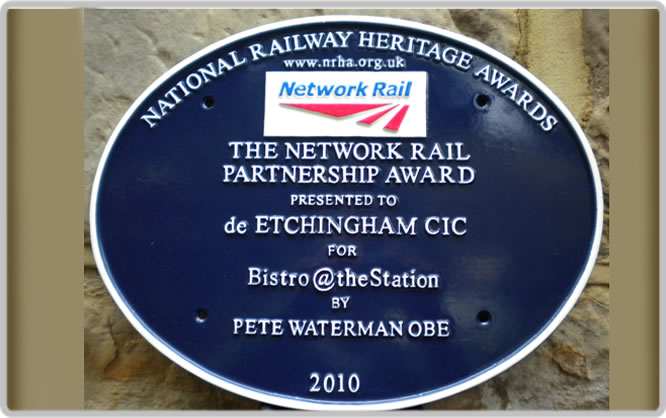 NATIONAL RAILWAY HERITAGE AWARDS
www.nrha.org.uk
Network Rail
THE NETWORK RAIL
PARTNERSHIP AWARD
PRESENTED TO
de ETCHINGHAM CIC
FOR
Bistro@theStation
BY
PETE WATERMAN OBE
2010